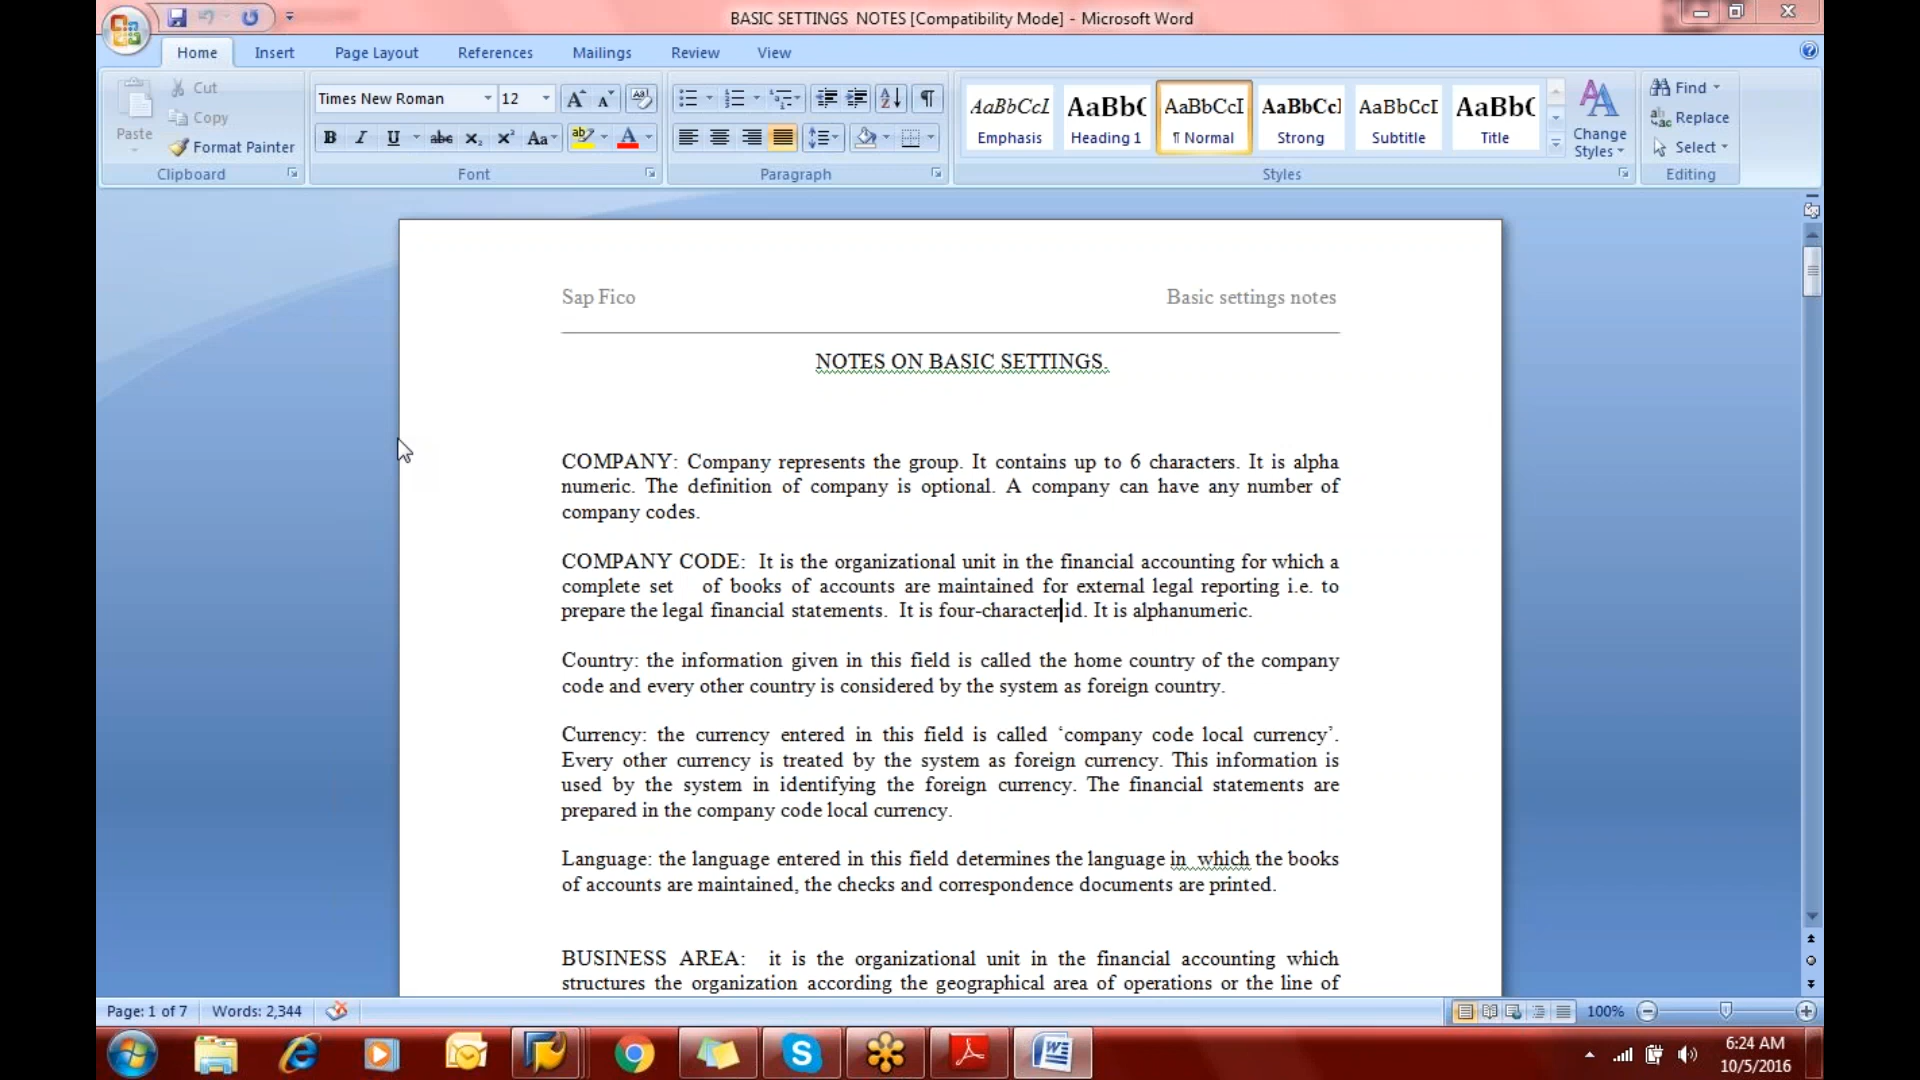 BASIC SETTINGS  NOTES [Compatibility Mode] - Microsoft Word
Home Insert Page Layout References Mailings Review View
Paste
Cut
Copy
Format Painter
Clipboard
Times New Roman 12
Font
Paragraph
AaBbCcI AaBbC AaBbCcI AaBbCcI AaBbCcI AaBbC
Emphasis Heading 1 ¶ Normal Strong Subtitle Title
Change Styles
Styles
Find
Replace
Select
Editing
Sap Fico Basic settings notes
NOTES ON BASIC SETTINGS.
COMPANY: Company represents the group. It contains up to 6 characters. It is alpha
numeric. The definition of company is optional. A company can have any number of
company codes.
COMPANY CODE:  It is the organizational unit in the financial accounting for which a
complete set   of books of accounts are maintained for external legal reporting i.e. to
prepare the legal financial statements.  It is four-character id. It is alphanumeric.
Country: the information given in this field is called the home country of the company
code and every other country is considered by the system as foreign country.
Currency: the currency entered in this field is called ‘company code local currency’.
Every other currency is treated by the system as foreign currency. This information is
used by the system in identifying the foreign currency. The financial statements are
prepared in the company code local currency.
Language: the language entered in this field determines the language in  which the books
of accounts are maintained, the checks and correspondence documents are printed.
BUSINESS AREA:  it is the organizational unit in the financial accounting which
structures the organization according the geographical area of operations or the line of
Page: 1 of 7 Words: 2,344 100%
6:24 AM
10/5/2016